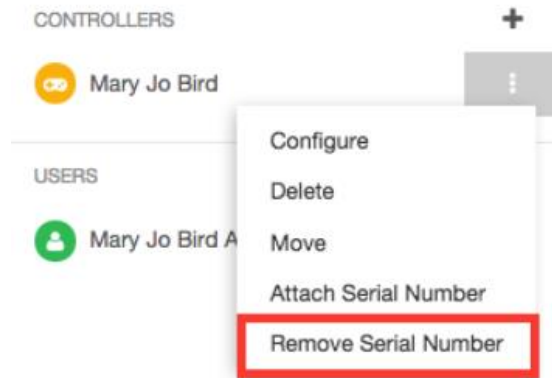 CONTROLLERS +
Mary Jo Bird
Configure
USERS
Delete
Mary Jo Bird A
Move
Attach Serial Number
Remove Serial Number